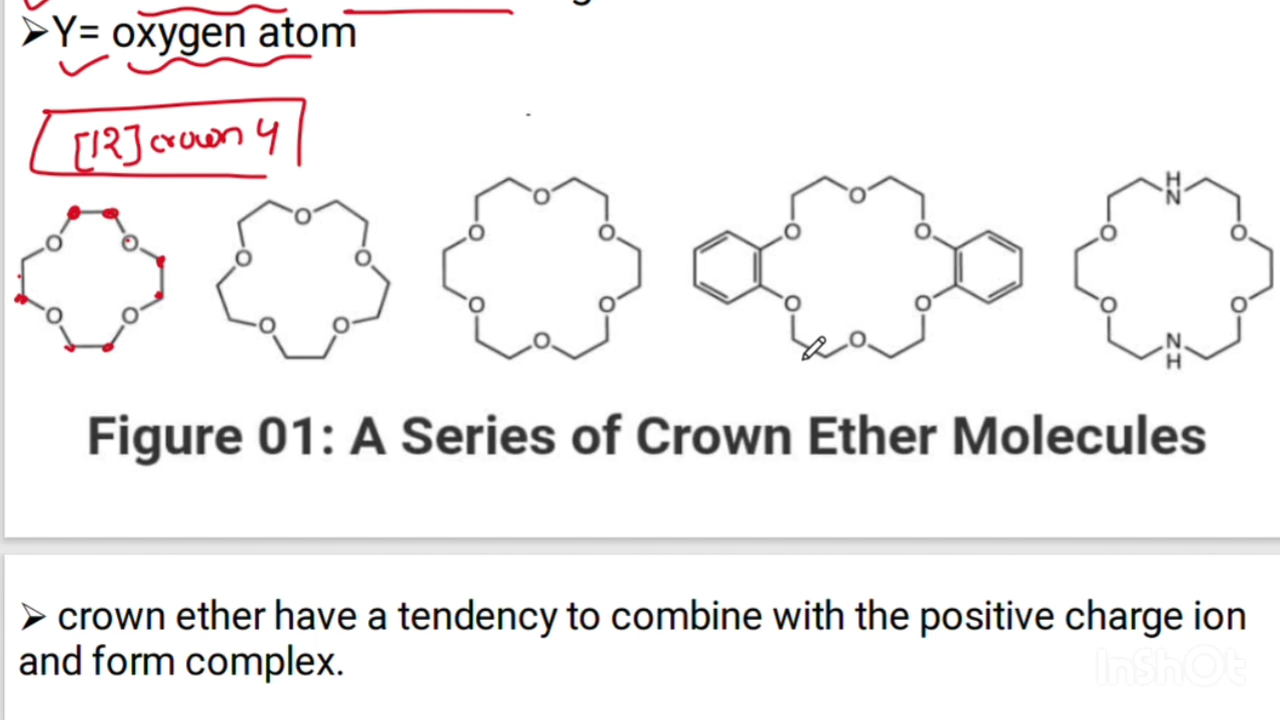 ➤Y= oxygen atom
[12] crown 4
O O O O
O O O O O
O O O O O O
O O O O O O
H N O O O O N H
Figure 01: A Series of Crown Ether Molecules
➤ crown ether have a tendency to combine with the positive charge ion
and form complex.
InShOt